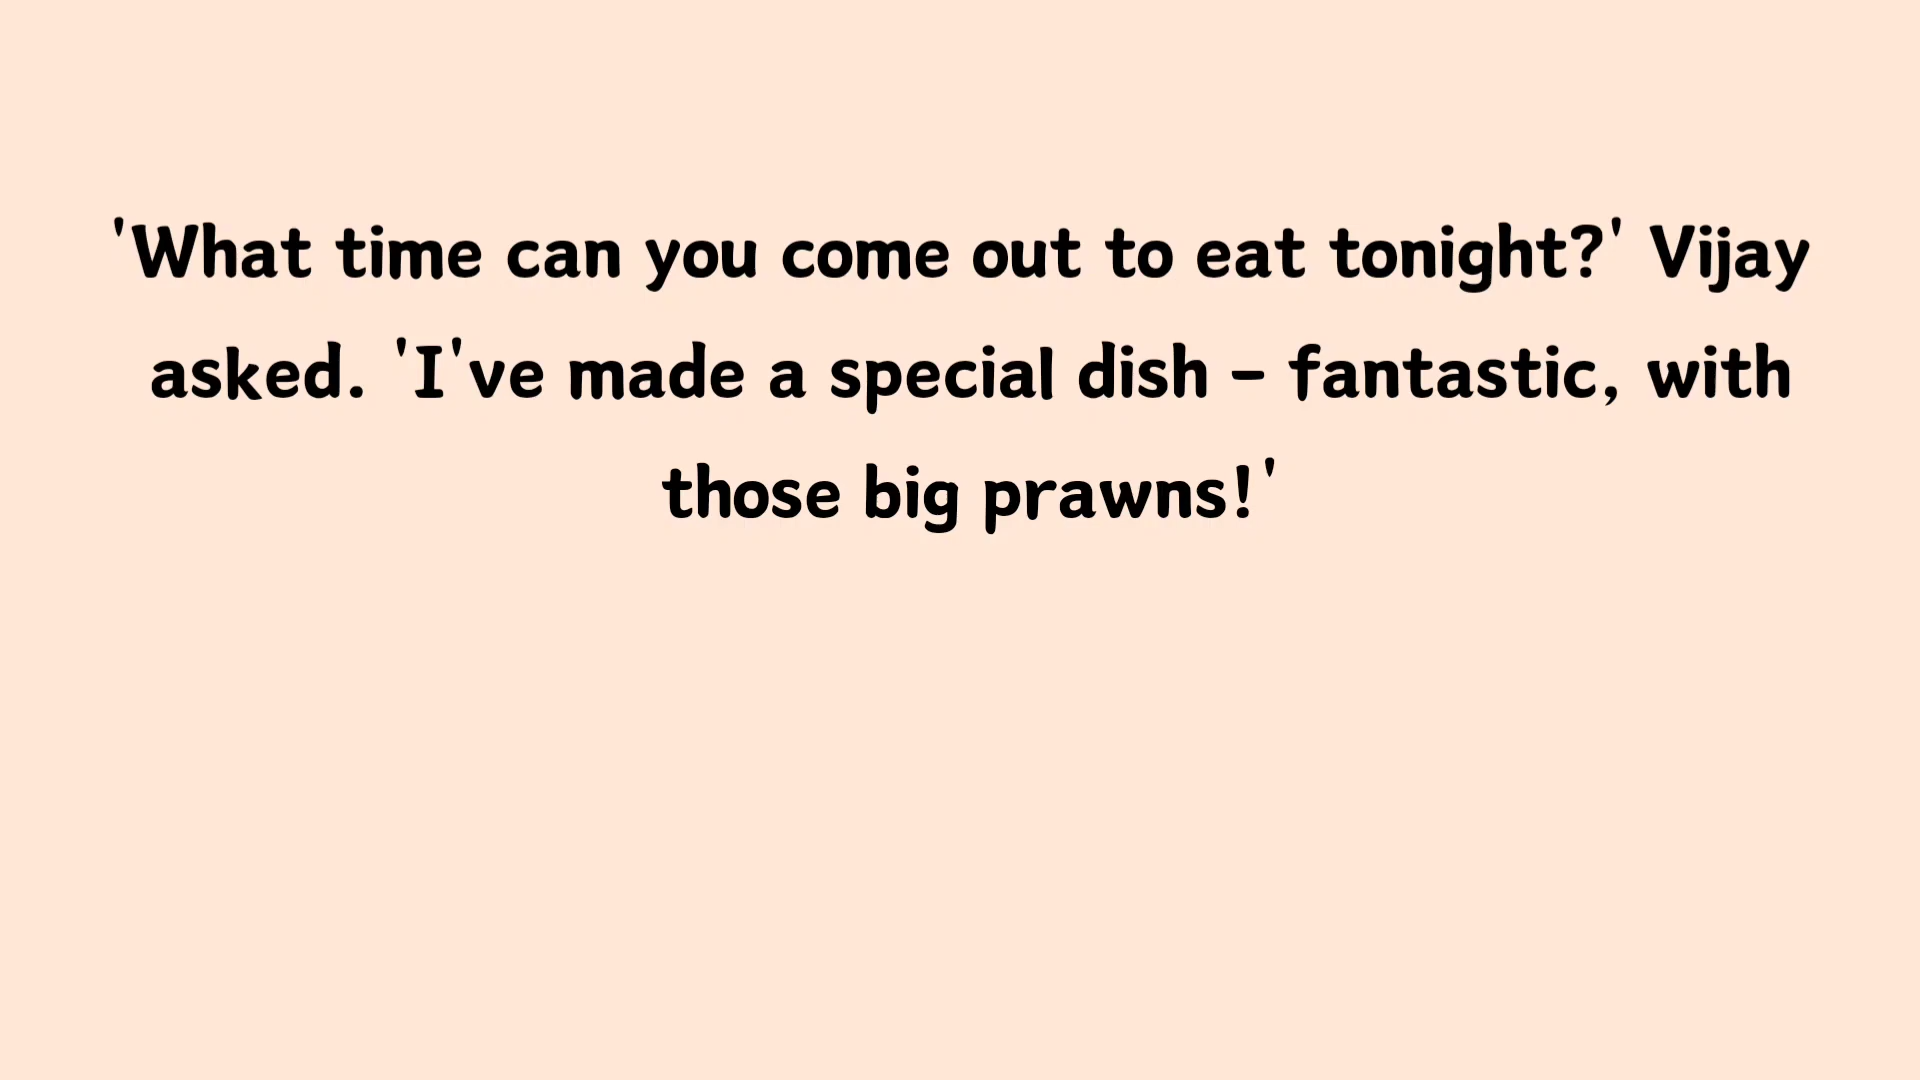 'What time can you come out to eat tonight?' Vijay
asked. 'I've made a special dish – fantastic, with
those big prawns!'